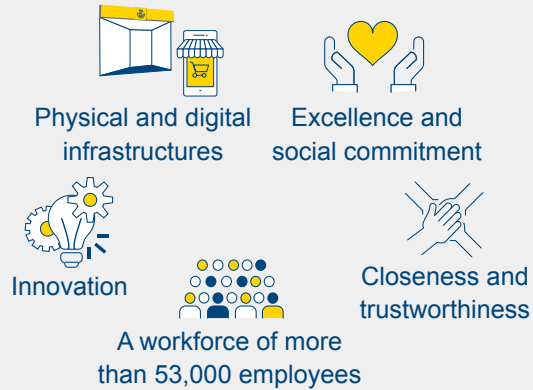 Physical and digital
infrastructures
Excellence and
social commitment
Innovation
Closeness and
trustworthiness
A workforce of more
than 53,000 employees